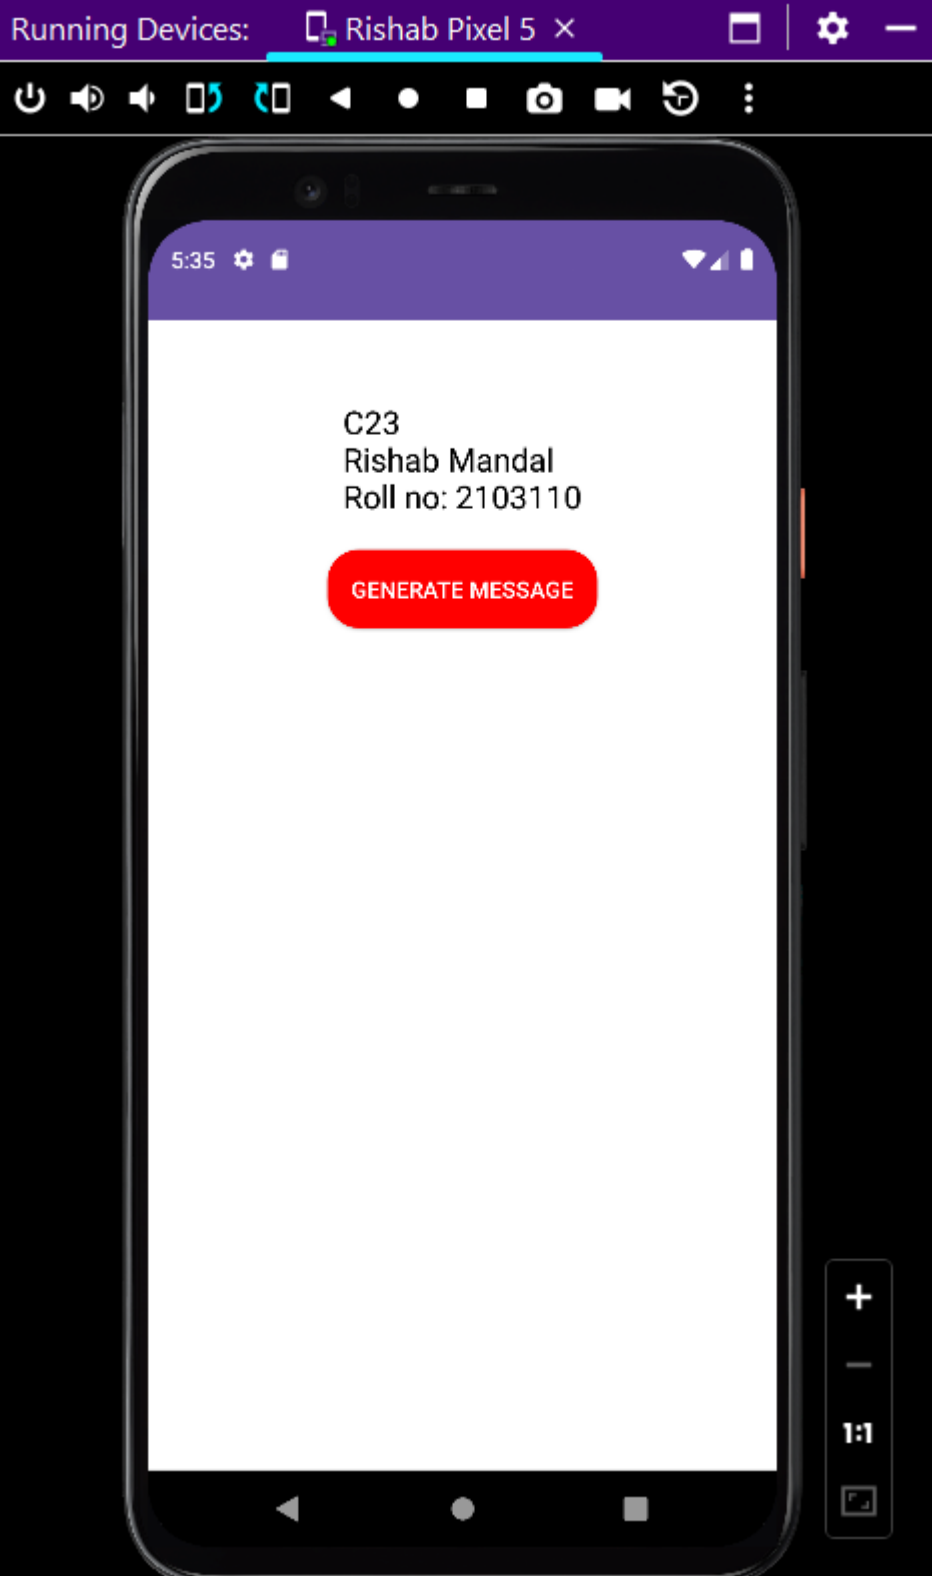 Running Devices: Rishab Pixel 5
5:35
C23
Rishab Mandal
Roll no: 2103110
GENERATE MESSAGE
1:1